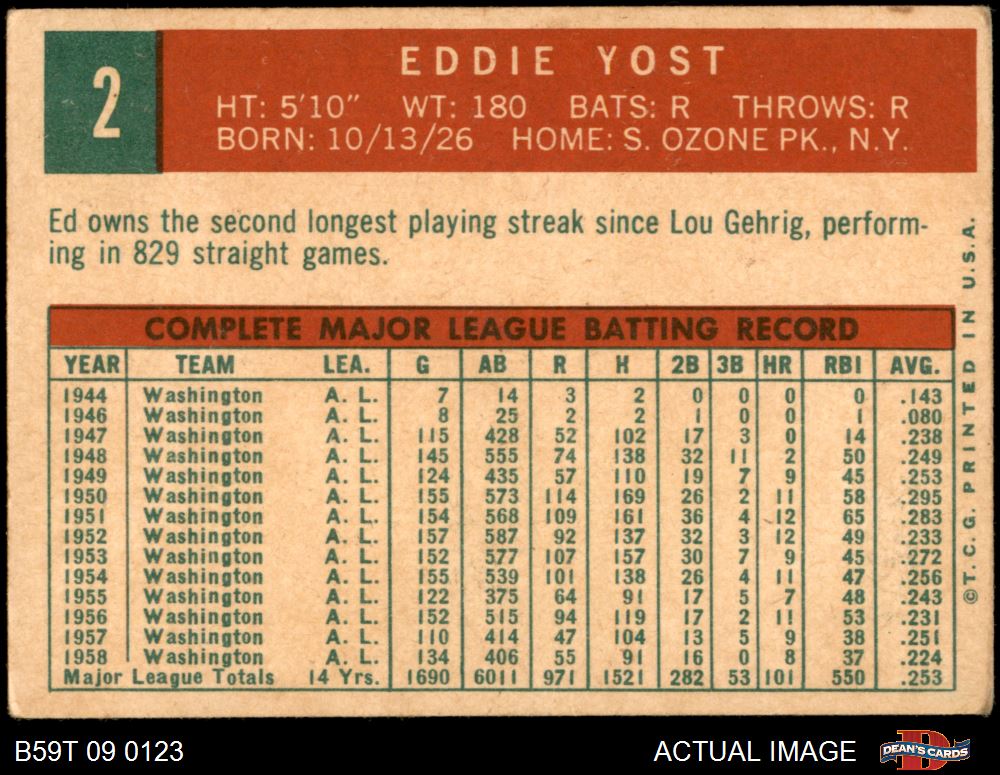 2
EDDIE YOST
HT: 5'10" WT: 180 BATS: R THROWS: R
BORN: 10/13/26 HOME: S. OZONE PK., N.Y.
Ed owns the second longest playing streak since Lou Gehrig, perform-
ing in 829 straight games.
COMPLETE MAJOR LEAGUE BATTING RECORD
YEAR TEAM LEA. G AB R H 2B 3B HR RBI AVG.
1944 Washington A. L. 7 14 3 2 0 0 0 0 .143
1946 Washington A. L. 8 25 2 2 1 0 0 1 .080
1947 Washington A. L. 115 428 52 102 17 3 0 14 .238
1948 Washington A. L. 145 555 74 138 32 11 2 50 .249
1949 Washington A. L. 124 435 57 110 19 7 9 45 .253
1950 Washington A. L. 155 573 114 169 26 2 11 58 .295
1951 Washington A. L. 154 568 109 161 36 4 12 65 .283
1952 Washington A. L. 157 587 92 137 32 3 12 49 .233
1953 Washington A. L. 152 577 107 157 30 7 9 45 .272
1954 Washington A. L. 155 539 101 138 26 4 11 47 .256
1955 Washington A. L. 122 375 64 91 17 5 7 48 .243
1956 Washington A. L. 152 515 94 119 17 2 11 53 .231
1957 Washington A. L. 110 414 47 104 13 5 9 38 .251
1958 Washington A. L. 134 406 55 91 16 0 8 37 .224
Major League Totals 14 Yrs. 1690 6011 971 1521 282 53 101 550 .253
©T. C. G. PRINTED IN U.S.A.
B59T 09 0123
ACTUAL IMAGE
DEAN'S CARDS